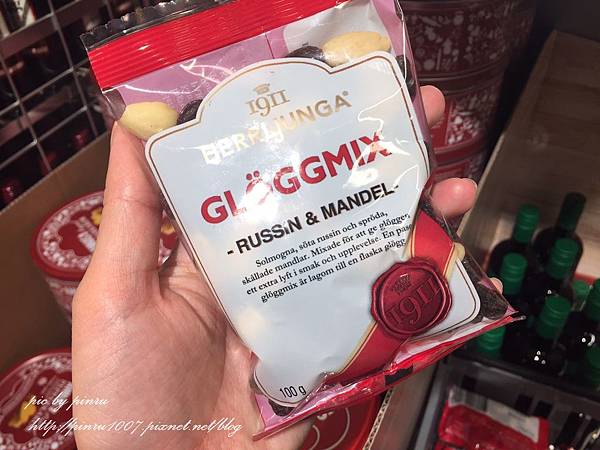 1911
HERRLJUNGA®
GLÖGGMIX
- RUSSIN & MANDEL-
Solmogna, söta russin och spröda,
skållade mandlar. Mixade för att ge glöggen
ett extra lyft i smak och upplevelse. En påse
glöggmix är lagom till en flaska glögg.
1911
100 g
pic by pinru
http://pinru1007.pixnet.net/blog